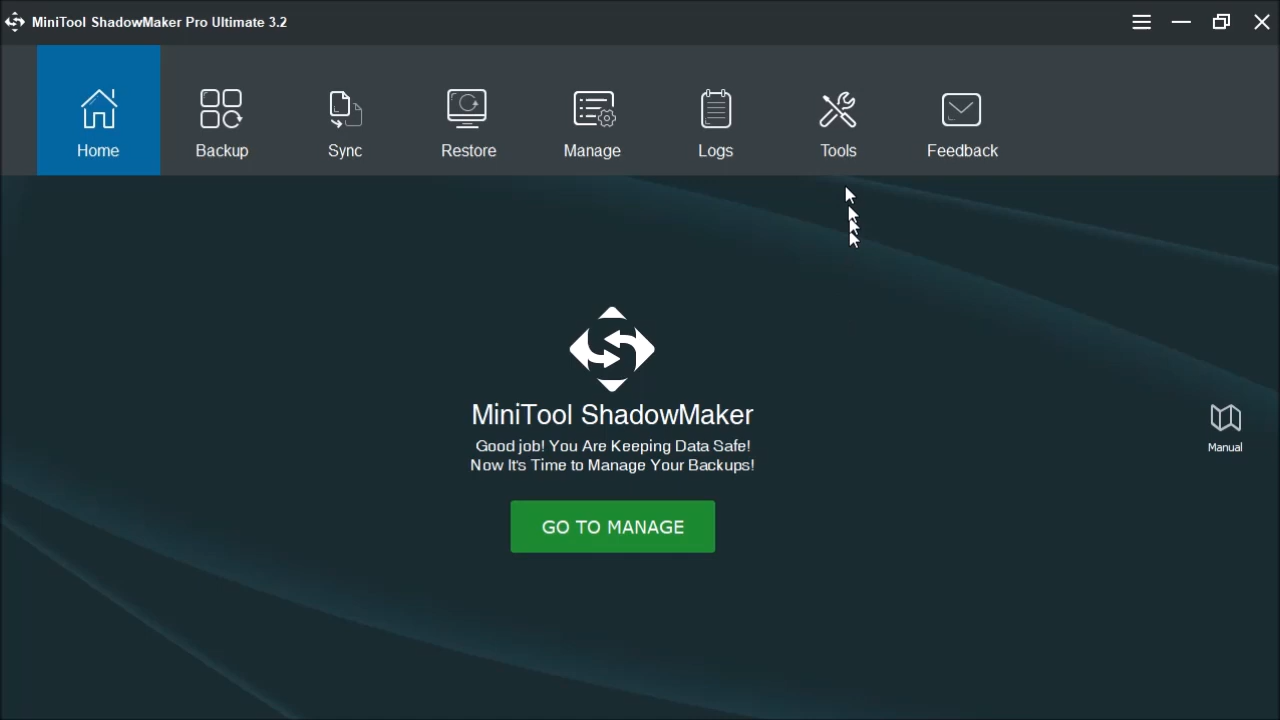 MiniTool ShadowMaker Pro Ultimate 3.2
Home
Backup
Sync
Restore
Manage
Logs
Tools
Feedback
MiniTool ShadowMaker
Good job! You Are Keeping Data Safe!
Now It's Time to Manage Your Backups!
Manual
GO TO MANAGE